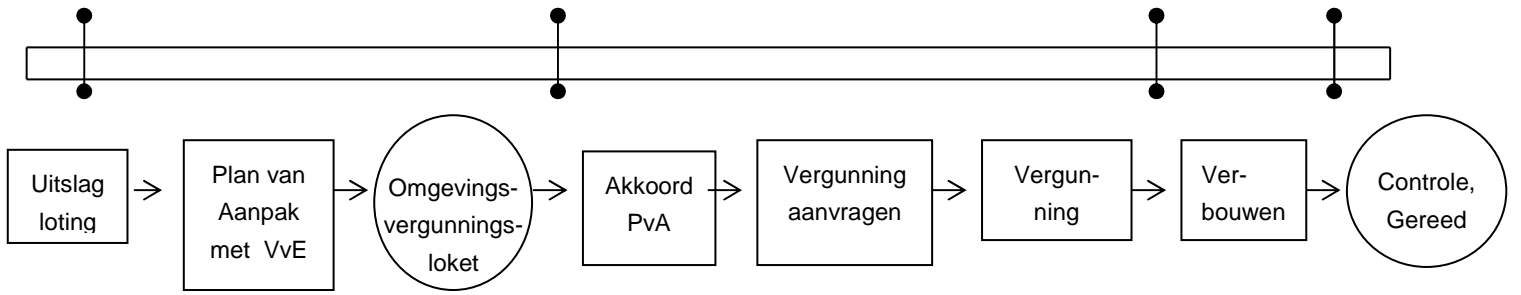 Uitslag
loting
Plan van
Aanpak
met VvE
Omgevings-
vergunnings-
loket
Akkoord
PvA
Vergunning
aanvragen
Vergun-
ning
Ver-
bouwen
Controle,
Gereed